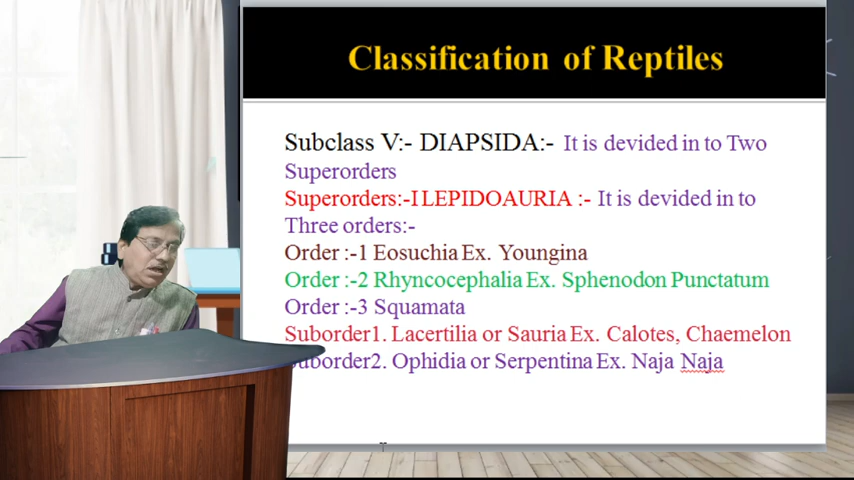 Classification of Reptiles
Subclass V:- DIAPSIDA:- It is devided in to Two
Superorders
Superorders:-I LEPIDOAURIA :- It is devided in to
Three orders:-
Order :-1 Eosuchia Ex. Youngina
Order :-2 Rhyncocephalia Ex. Sphenodon Punctatum
Order :-3 Squamata
Suborder1. Lacertilia or Sauria Ex. Calotes, Chaemelon
Suborder2. Ophidia or Serpentina Ex. Naja Naja